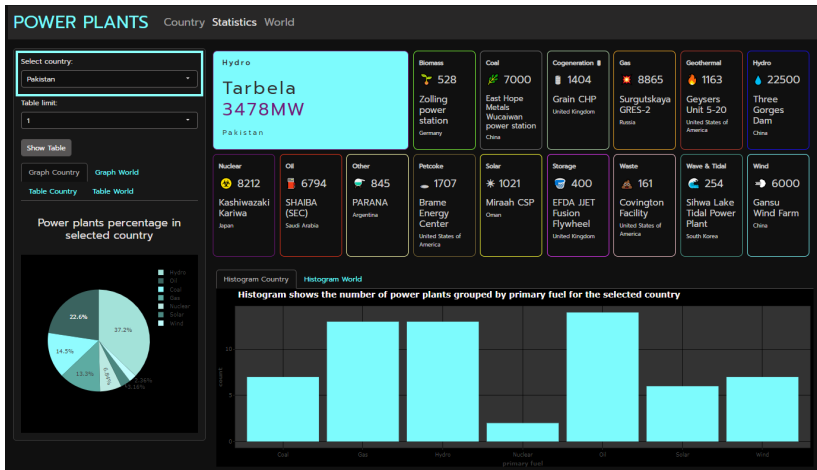 POWER PLANTS Country Statistics World
Select country:
Pakistan
Table limit:
1
Show Table
Graph Country Graph World
Table Country Table World
Power plants percentage in
selected country
Hydro
Oil
Coal
Gas
Nuclear
Solar
Wind
37.2%
22.6%
14.5%
13.3%
Hydro
Tarbela
3478MW
Pakistan
Biomass
528
Zolling
power
station
Germany
Coal
7000
East Hope
Metals
Wucaiwan
power station
China
Cogeneration
1404
Grain CHP
United Kingdom
Gas
8865
Surgutskaya
GRES-2
Russia
Geothermal
1163
Geysers
Unit 5-20
United States of
America
Hydro
22500
Three
Gorges
Dam
China
Nuclear
8212
Kashiwazaki
Kariwa
Japan
Oil
6794
SHAIBA
(SEC)
Saudi Arabia
Other
845
PARANA
Argentina
Petcoke
1707
Brame
Energy
Center
United States of
America
Solar
1021
Miraah CSP
Oman
Storage
400
EFDA JJET
Fusion
Flywheel
United Kingdom
Waste
161
Covington
Facility
United States of
America
Wave & Tidal
254
Sihwa Lake
Tidal Power
Plant
South Korea
Wind
6000
Gansu
Wind Farm
China
Histogram Country Histogram World
Histogram shows the number of power plants grouped by primary fuel for the selected country
10
5
0
count
Coal Gas Hydro Nuclear Oil Solar Wind
primary fuel